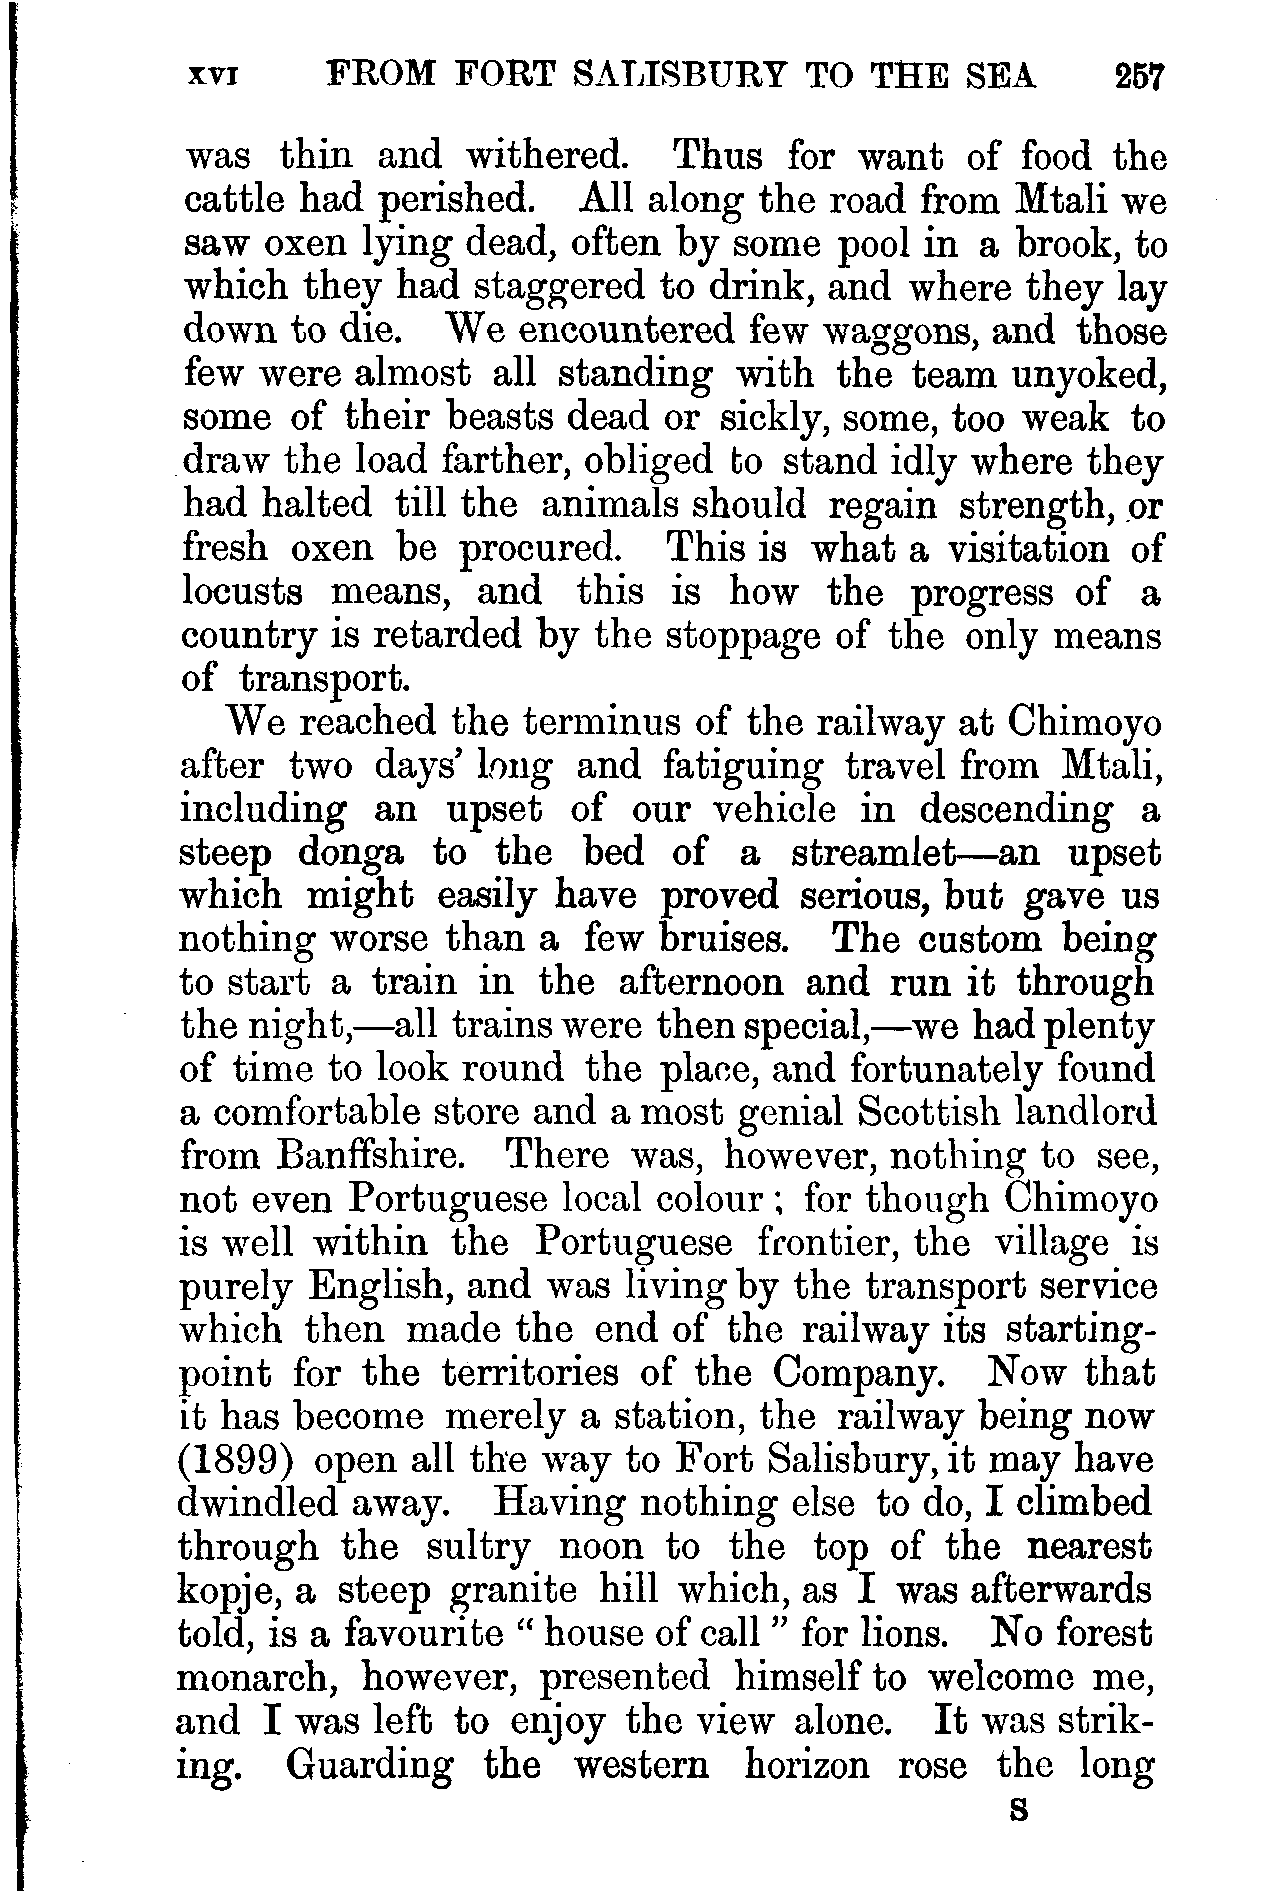 XVI FROM FORT SALISBURY TO THE SEA 257
was thin and withered. Thus for want of food the
cattle had perished. All along the road from Mtali we
saw oxen lying dead, often by some pool in a brook, to
which they had staggered to drink, and where they lay
down to die. We encountered few waggons, and those
few were almost all standing with the team unyoked,
some of their beasts dead or sickly, some, too weak to
draw the load farther, obliged to stand idly where they
had halted till the animals should regain strength, or
fresh oxen be procured. This is what a visitation of
locusts means, and this is how the progress of a
country is retarded by the stoppage of the only means
of transport.
We reached the terminus of the railway at Chimoyo
after two days' long and fatiguing travel from Mtali,
including an upset of our vehicle in descending a
steep donga to the bed of a streamlet—an upset
which might easily have proved serious, but gave us
nothing worse than a few bruises. The custom being
to start a train in the afternoon and run it through
the night,—all trains were then special,—we had plenty
of time to look round the place, and fortunately found
a comfortable store and a most genial Scottish landlord
from Banffshire. There was, however, nothing to see,
not even Portuguese local colour; for though Chimoyo
is well within the Portuguese frontier, the village is
purely English, and was living by the transport service
which then made the end of the railway its starting-
point for the territories of the Company. Now that
it has become merely a station, the railway being now
(1899) open all the way to Fort Salisbury, it may have
dwindled away. Having nothing else to do, I climbed
through the sultry noon to the top of the nearest
kopje, a steep granite hill which, as I was afterwards
told, is a favourite "house of call" for lions. No forest
monarch, however, presented himself to welcome me,
and I was left to enjoy the view alone. It was strik-
ing. Guarding the western horizon rose the long
S